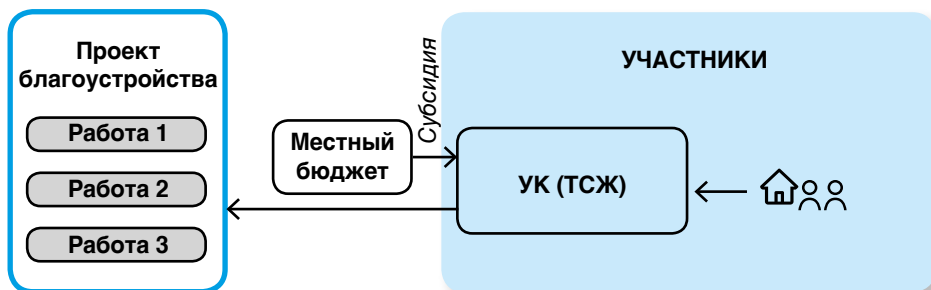 Проект
благоустройства
Работа 1
Работа 2
Работа 3
Местный
бюджет
Субсидия
УЧАСТНИКИ
УК (ТСЖ)